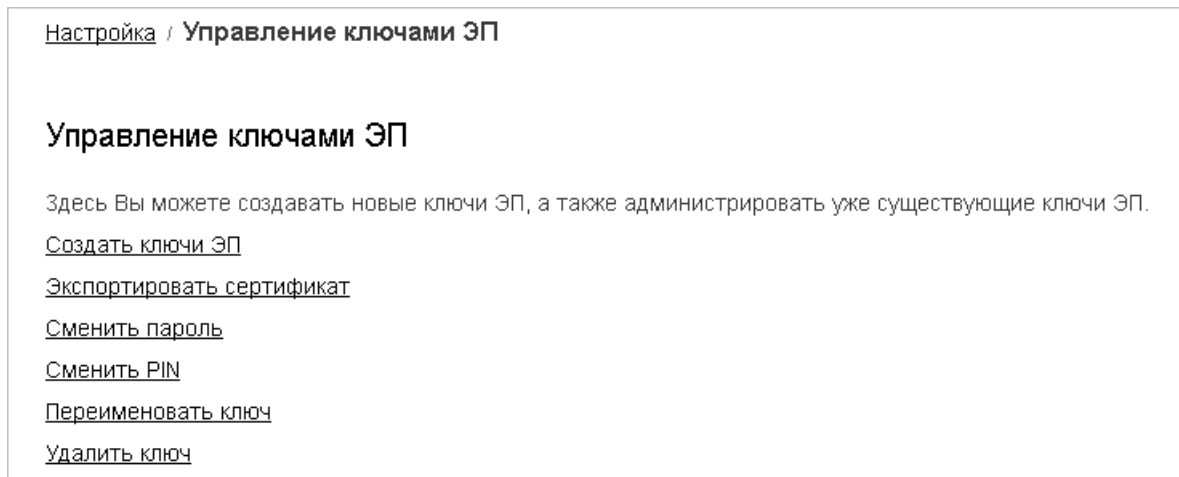 Настройка / Управление ключами ЭП
Управление ключами ЭП
Здесь Вы можете создавать новые ключи ЭП, а также администрировать уже существующие ключи ЭП.
Создать ключи ЭП
Экспортировать сертификат
Сменить пароль
Сменить PIN
Переименовать ключ
Удалить ключ